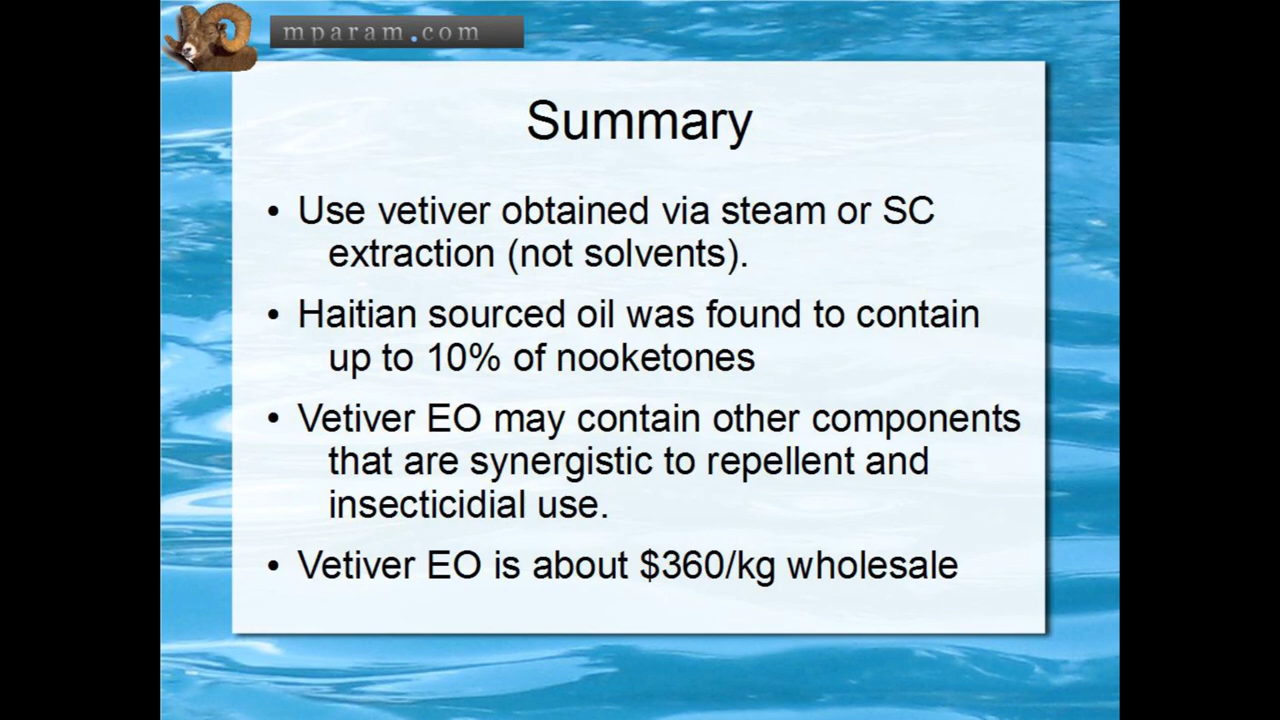 mparam.com
Summary
• Use vetiver obtained via steam or SC
extraction (not solvents).
• Haitian sourced oil was found to contain
up to 10% of nooketones
• Vetiver EO may contain other components
that are synergistic to repellent and
insecticidial use.
• Vetiver EO is about $360/kg wholesale